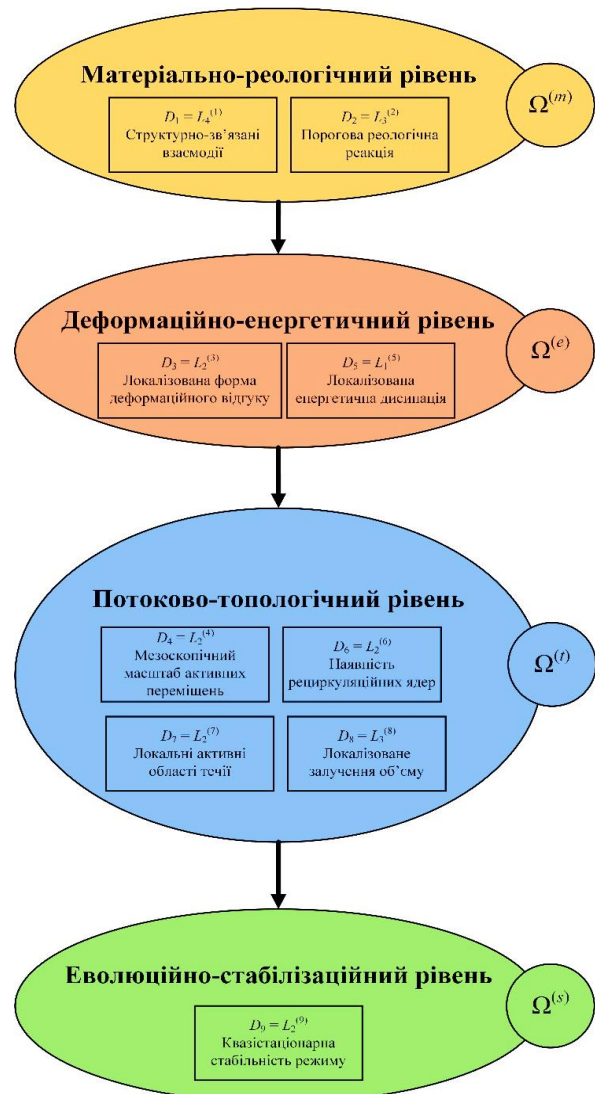 Матеріально-реологічний рівень
Ω(m)
D1 = L4(1)
Структурно-зв’язані
взаємодії
D2 = L3(2)
Порогова реологічна
реакція
Деформаційно-енергетичний рівень
Ω(e)
D3 = L2(3)
Локалізована форма
деформаційного відгуку
D5 = L1(5)
Локалізована
енергетична дисипація
Потоково-топологічний рівень
Ω(t)
D4 = L2(4)
Мезоскопічний
масштаб активних
переміщень
D6 = L2(6)
Наявність
рециркуляційних ядер
D7 = L2(7)
Локальні активні
області течії
D8 = L3(8)
Локалізоване
залучення об’єму
Еволюційно-стабілізаційний рівень
Ω(s)
D9 = L2(9)
Квазістаціонарна
стабільність режиму